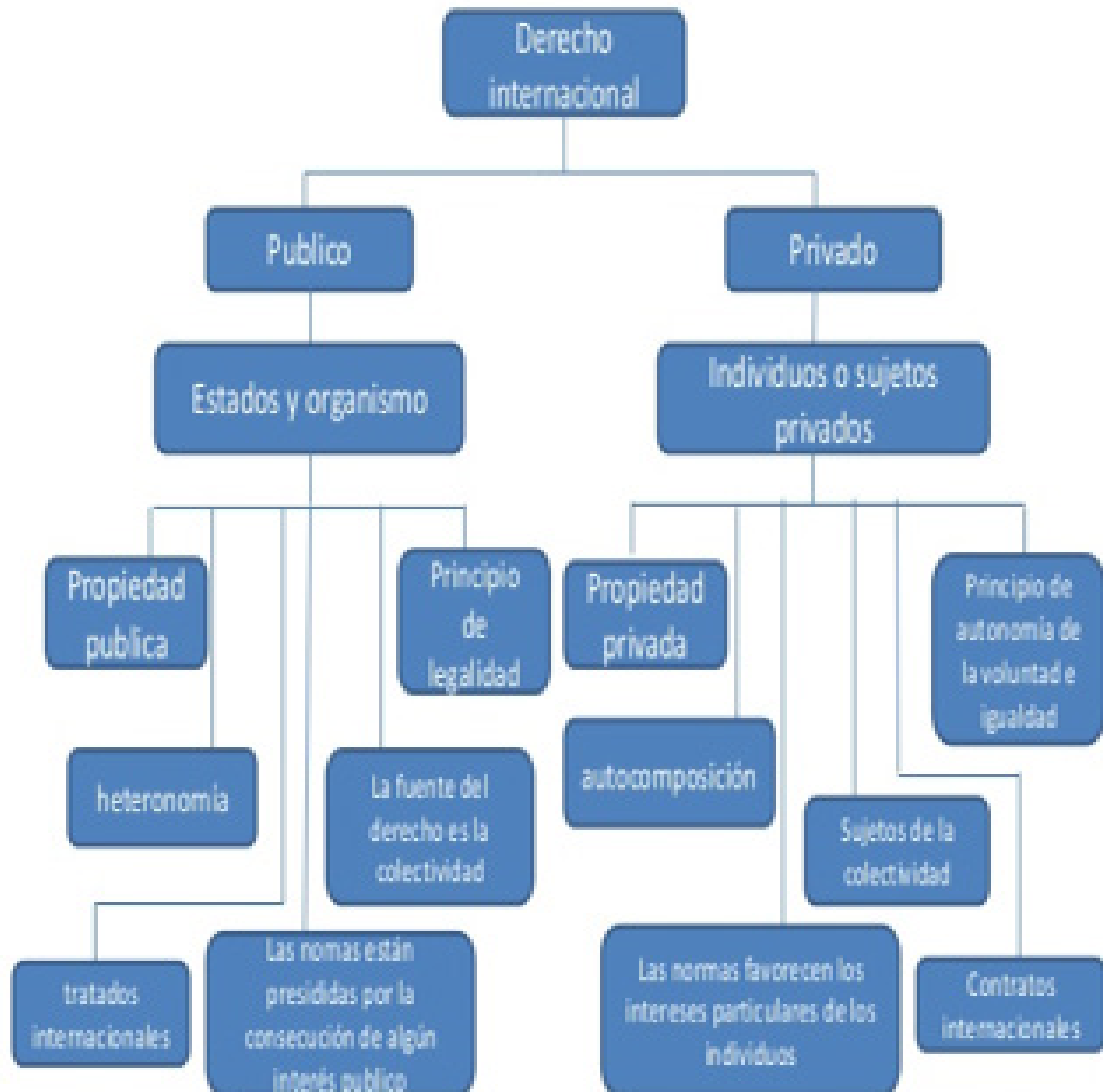 Derecho
internacional
Publico
Privado
Estados y organismo
Individuos o sujetos
privados
Propiedad
publica
Principio
de
legalidad
Propiedad
privada
Principio de
autonomía de
la voluntad e
igualdad
heteronomía
La fuente del
derecho es la
colectividad
autocomposición
Sujetos de la
colectividad
tratados
internacionales
Las nomas están
presididas por la
consecución de algún
interés publico
Las normas favorecen los
intereses particulares de los
individuos
Contratos
internacionales